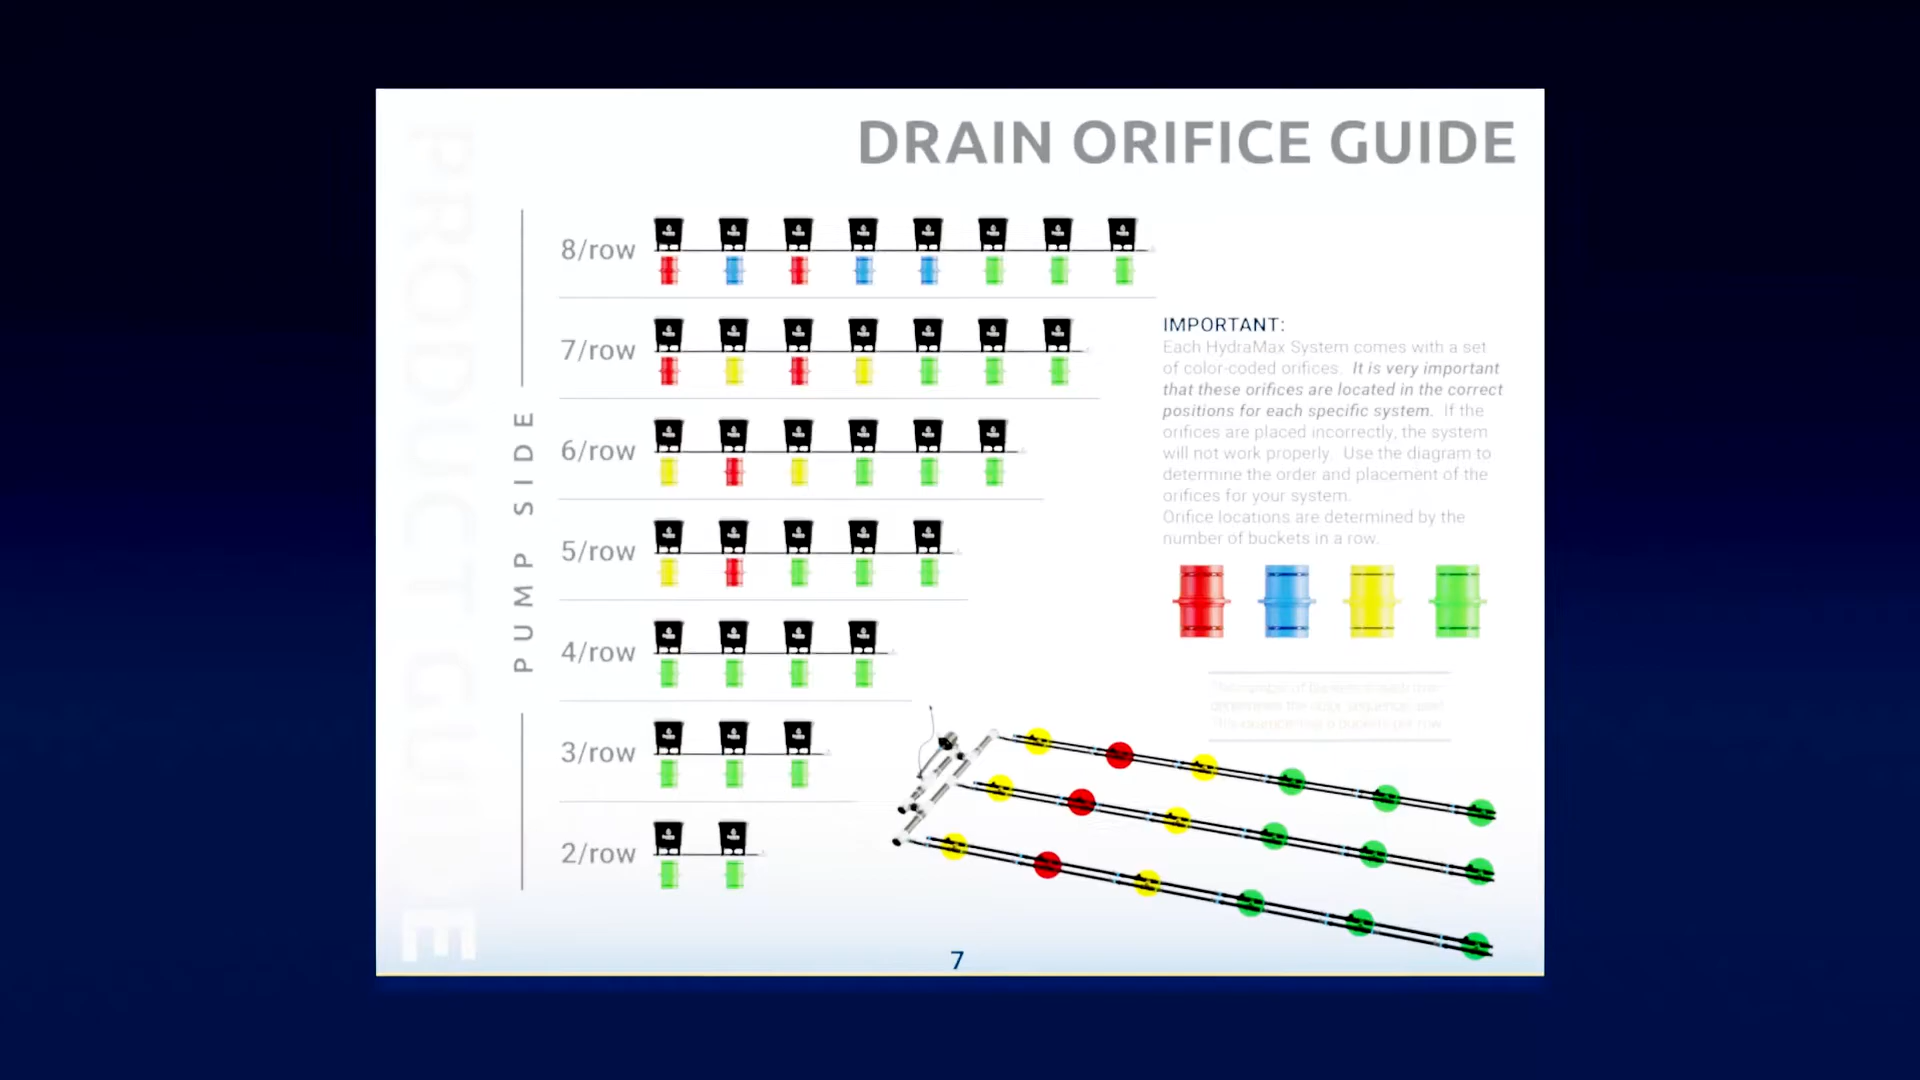 PRODUCT GUIDE
DRAIN ORIFICE GUIDE
PUMP SIDE
8/row
7/row
6/row
5/row
4/row
3/row
2/row
IMPORTANT:
Each HydraMax System comes with a set
of color-coded orifices. It is very important
that these orifices are located in the correct
positions for each specific system. If the
orifices are placed incorrectly, the system
will not work properly. Use the diagram to
determine the order and placement of the
orifices for your system.
Orifice locations are determined by the
number of buckets in a row.
7